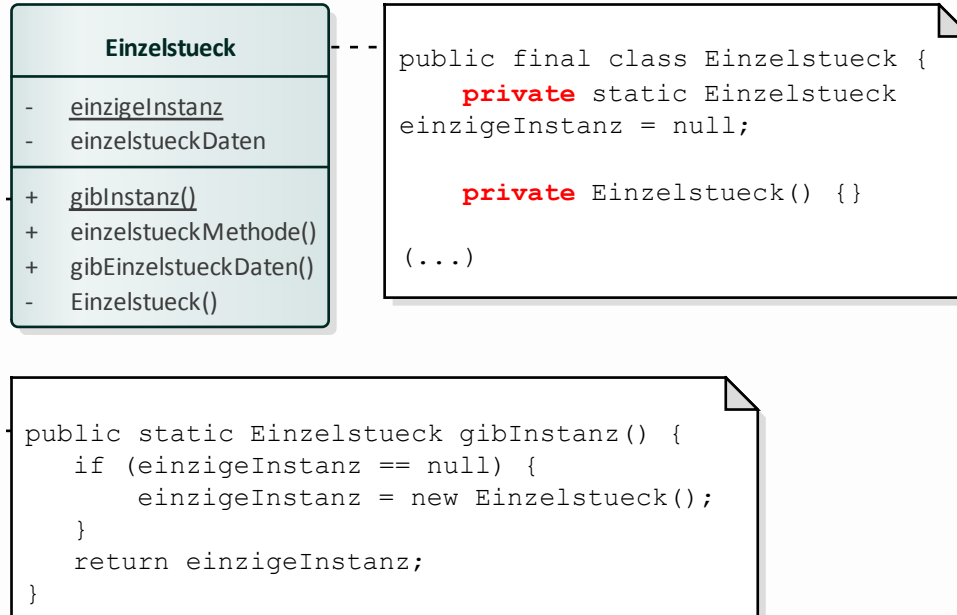 Einzelstueck
- einzigeInstanz
- einzelstueckDaten
+ gibInstanz()
+ einzelstueckMethode()
+ gibEinzelstueckDaten()
- Einzelstueck()
public final class Einzelstueck {
private static Einzelstueck
einzigeInstanz = null;
private Einzelstueck() {}
(...)
public static Einzelstueck gibInstanz() {
if (einzigeInstanz == null) {
einzigeInstanz = new Einzelstueck();
}
return einzigeInstanz;
}